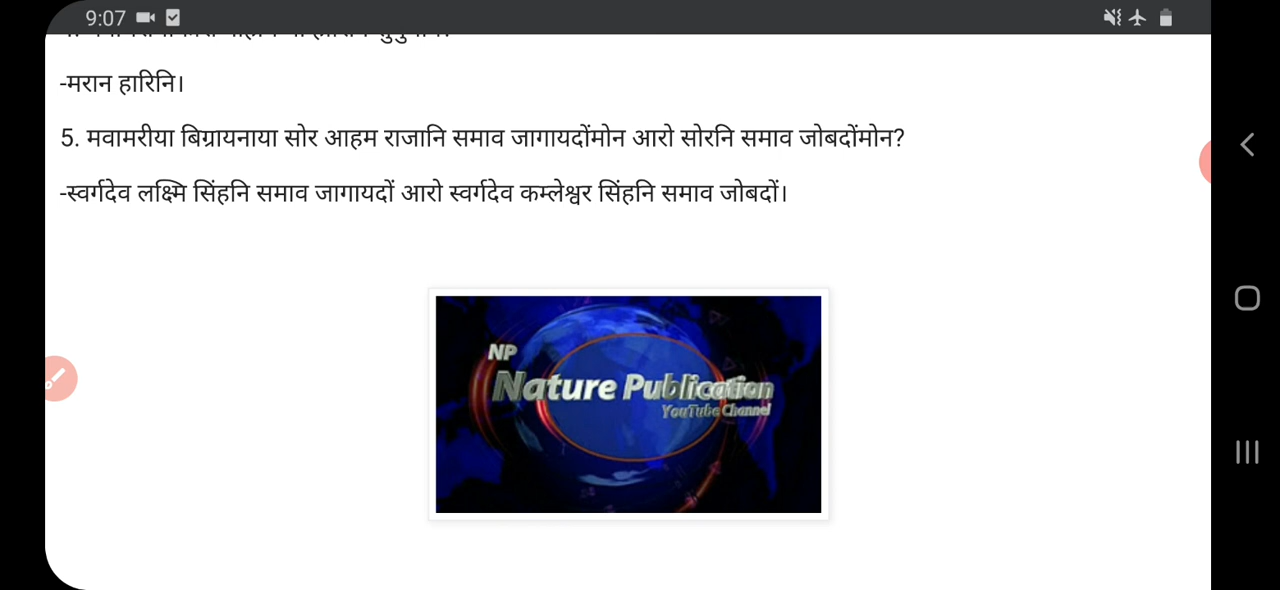 9:07
-मरान हारिनि।
5. मवामरीया बिग्रायनाया सोर आहम राजानि समाव जागायदोंमोन आरो सोरनि समाव जोबदोंमोन?
-स्वर्गदेव लक्ष्मि सिंहनि समाव जागायदों आरो स्वर्गदेव कम्लेश्वर सिंहनि समाव जोबदों।
NP
Nature Publication
YouTube Channel